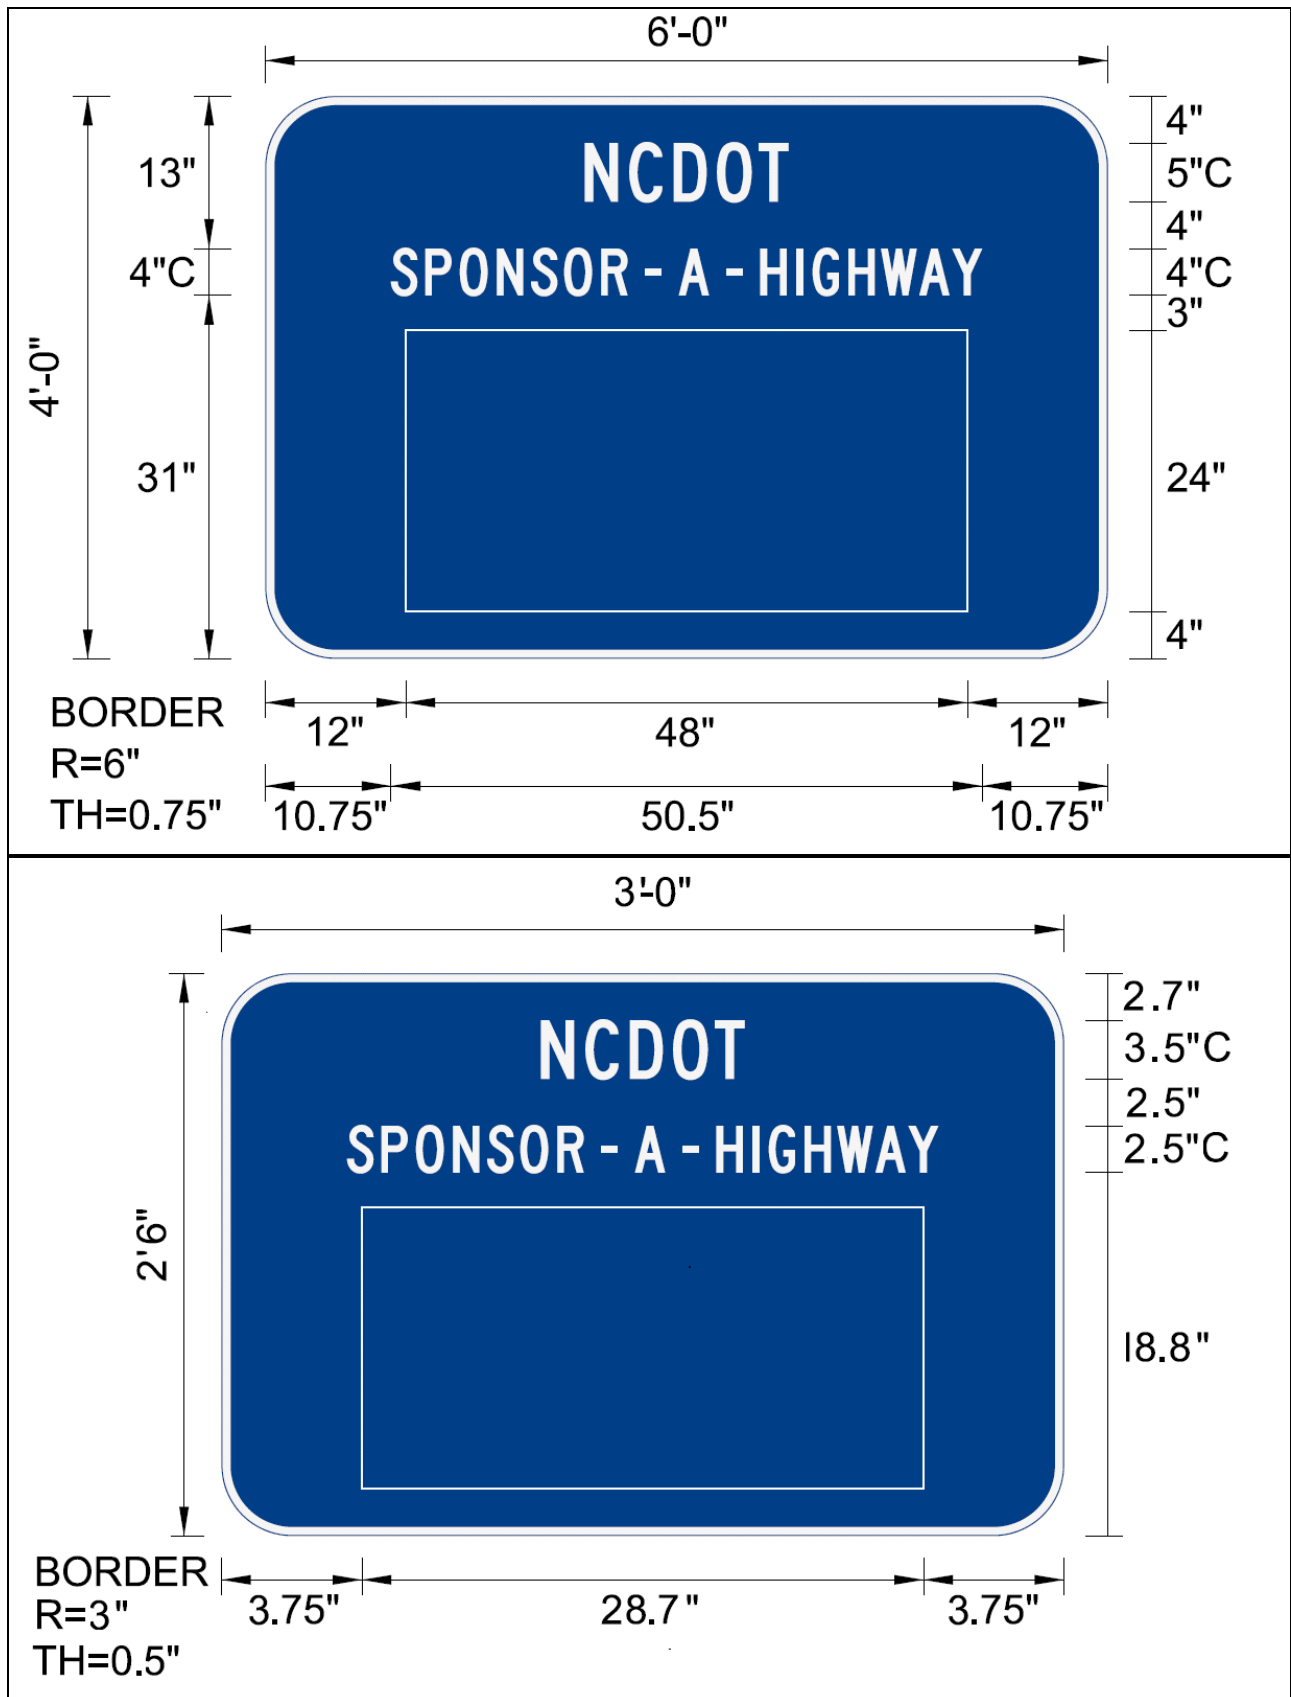 6'-0"
4'-0"
13"
4"C
31"
NCDOT
SPONSOR - A - HIGHWAY
4"
5"C
4"
4"C
3"
24"
4"
BORDER
R=6"
TH=0.75"
12" 48" 12"
10.75" 50.5" 10.75"
3'-0"
2'6"
NCDOT
SPONSOR - A - HIGHWAY
2.7"
3.5"C
2.5"
2.5"C
18.8"
BORDER
R=3"
TH=0.5"
3.75" 28.7" 3.75"